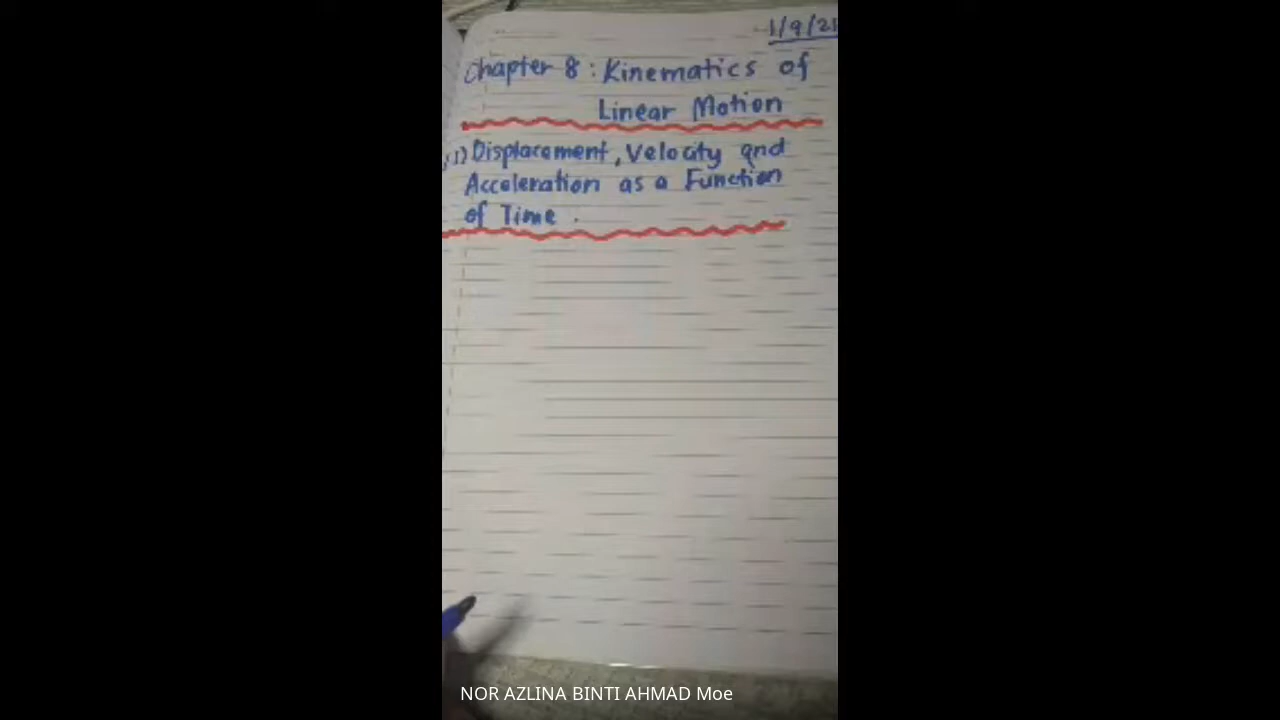 1/9/21
Chapter 8 : Kinematics of
Linear Motion
Displacement, Velocity and
Acceleration as a Function
of Time.
NOR AZLINA BINTI AHMAD Moe